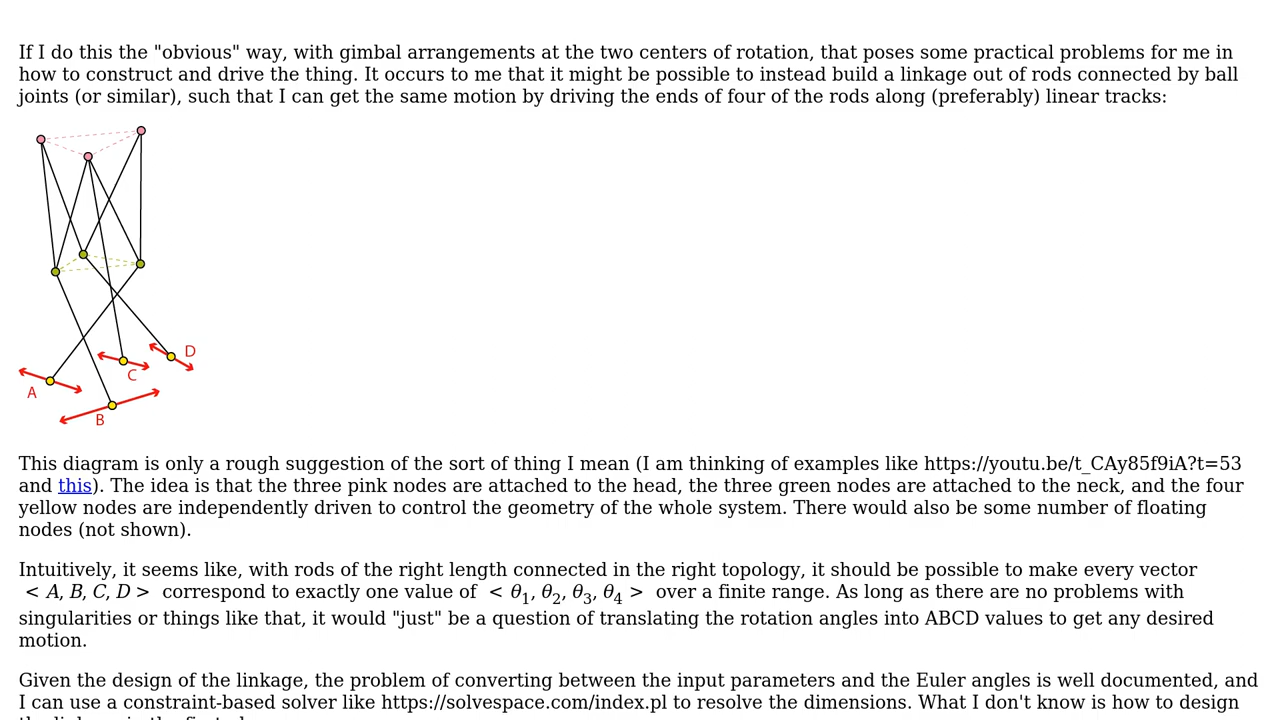 If I do this the "obvious" way, with gimbal arrangements at the two centers of rotation, that poses some practical problems for me in
how to construct and drive the thing. It occurs to me that it might be possible to instead build a linkage out of rods connected by ball
joints (or similar), such that I can get the same motion by driving the ends of four of the rods along (preferably) linear tracks:
D
C
A
B
This diagram is only a rough suggestion of the sort of thing I mean (I am thinking of examples like https://youtu.be/t_CAy85f9iA?t=53
and this). The idea is that the three pink nodes are attached to the head, the three green nodes are attached to the neck, and the four
yellow nodes are independently driven to control the geometry of the whole system. There would also be some number of floating
nodes (not shown).
Intuitively, it seems like, with rods of the right length connected in the right topology, it should be possible to make every vector
< A, B, C, D > correspond to exactly one value of < θ₁, θ₂, θ₃, θ₄ > over a finite range. As long as there are no problems with
singularities or things like that, it would "just" be a question of translating the rotation angles into ABCD values to get any desired
motion.
Given the design of the linkage, the problem of converting between the input parameters and the Euler angles is well documented, and
I can use a constraint-based solver like https://solvespace.com/index.pl to resolve the dimensions. What I don't know is how to design